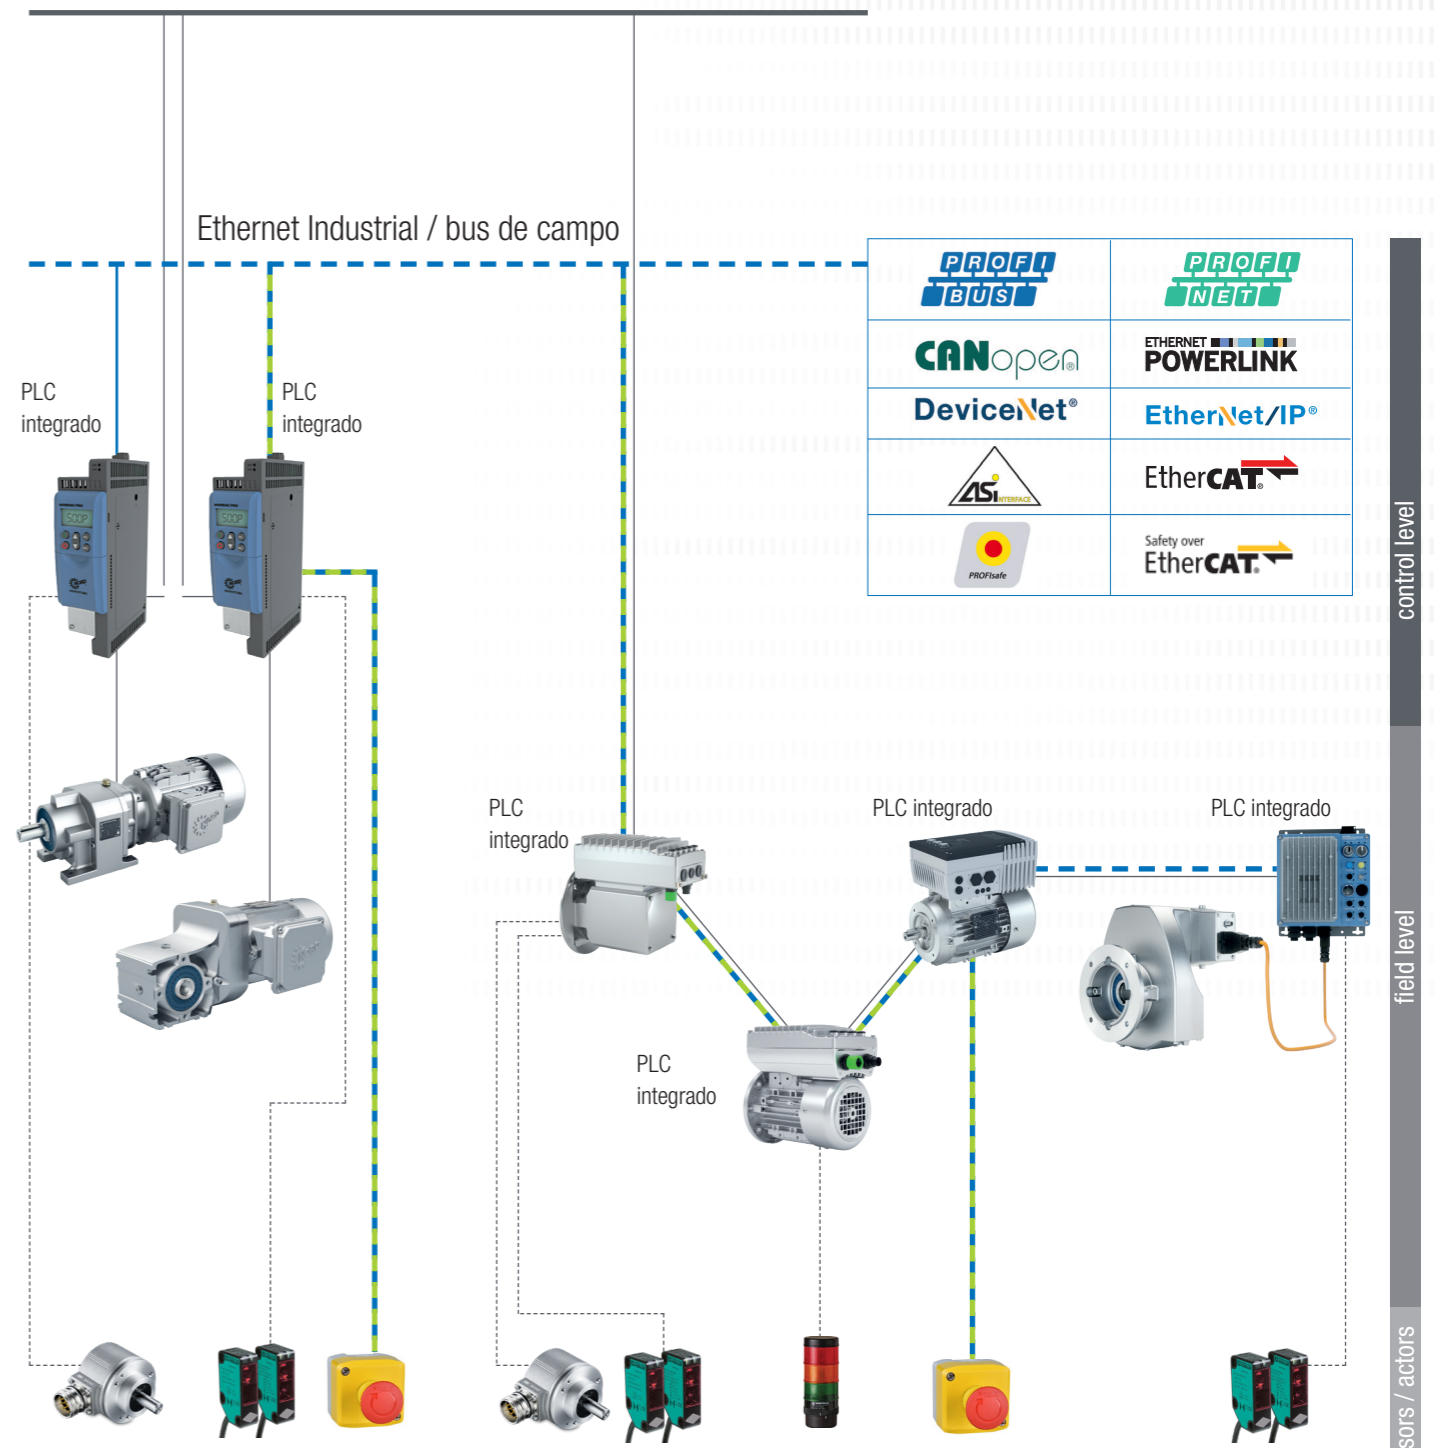 Ethernet Industrial / bus de campo
PROFI
BUS
PROFI
NET
CANopen®
ETHERNET
POWERLINK
DeviceNet®
EtherNet/IP®
ASi
INTERFACE
EtherCAT®
PROFIsafe
Safety over
EtherCAT®
control level
PLC
integrado
PLC
integrado
PLC
integrado
PLC integrado
PLC integrado
field level
PLC
integrado
sors / actors